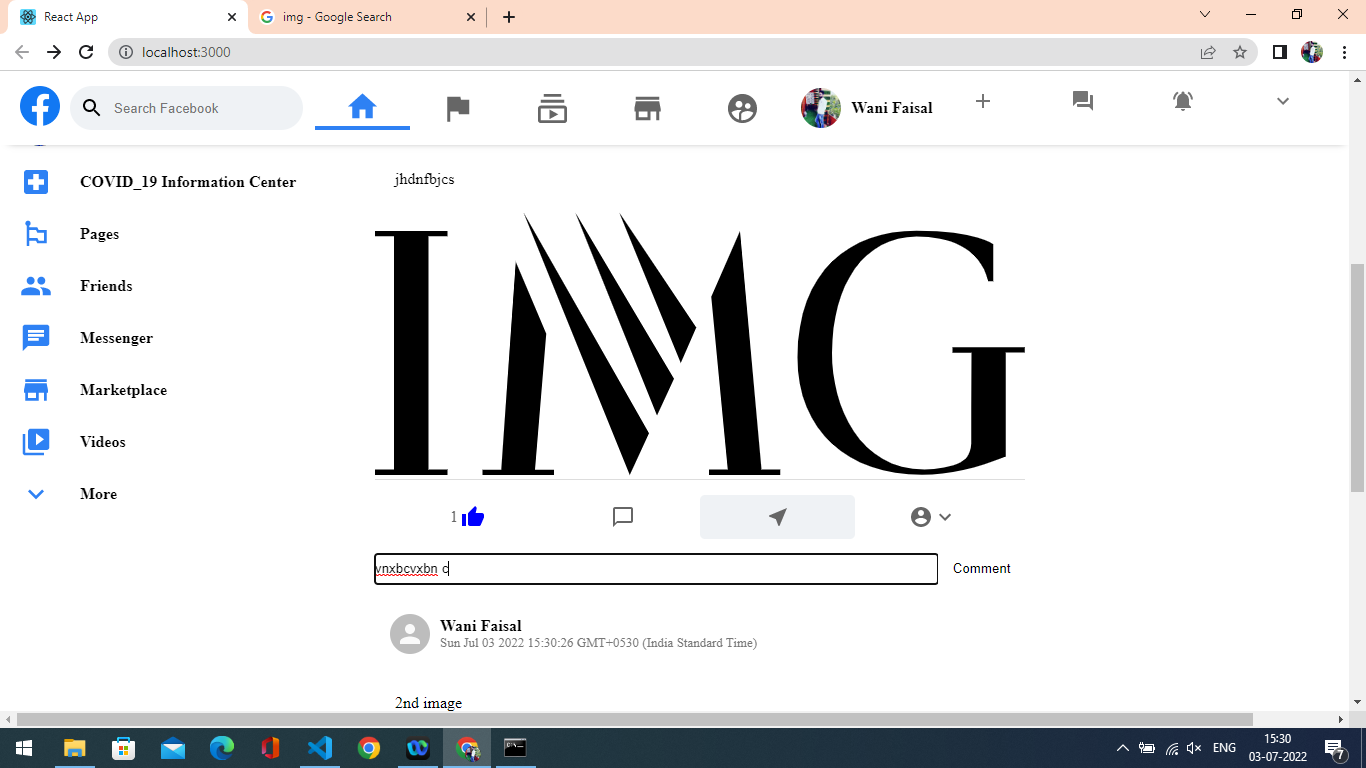 React App
img - Google Search
localhost:3000
Search Facebook
Wani Faisal
COVID_19 Information Center
Pages
Friends
Messenger
Marketplace
Videos
More
jhdnfbjcs
IMG
1
vnxbcvxbn c
Comment
Wani Faisal
Sun Jul 03 2022 15:30:26 GMT+0530 (India Standard Time)
2nd image
ENG
15:30
03-07-2022
7